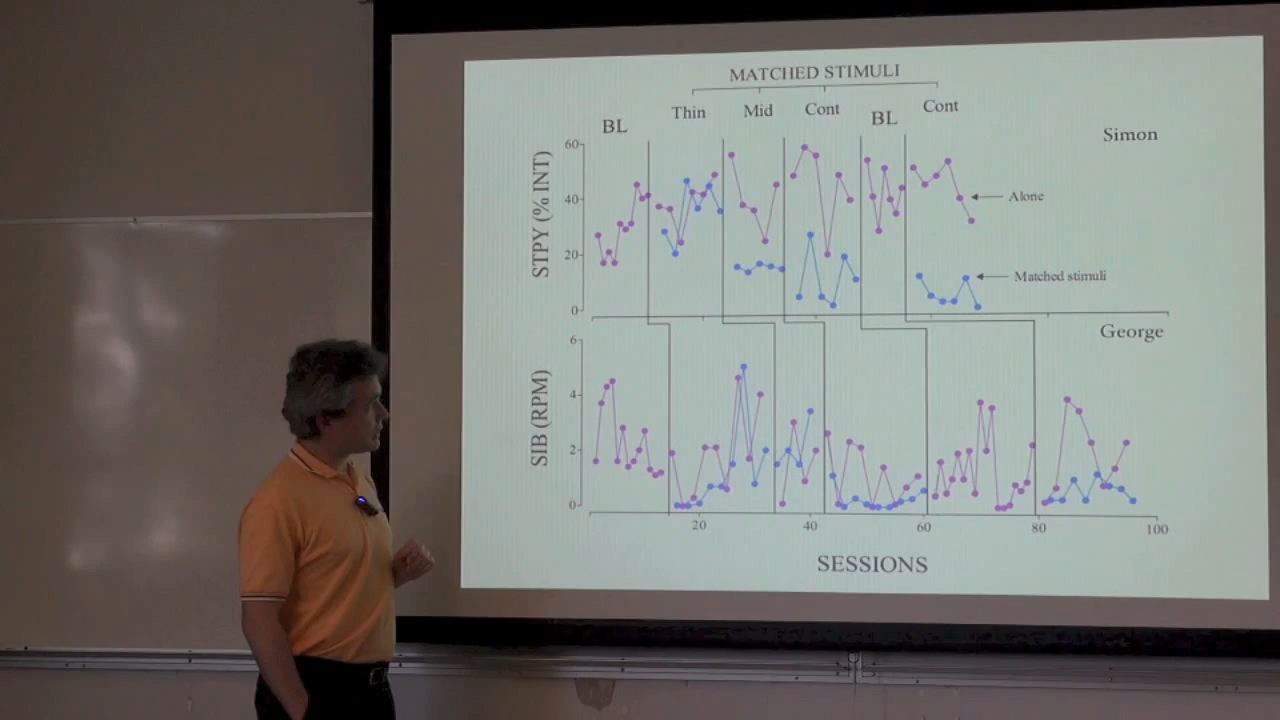 MATCHED STIMULI
BL Thin Mid Cont BL Cont
Simon
STPY (% INT)
60
40
20
0
Alone
Matched stimuli
George
SIB (RPM)
6
4
2
0
20 40 60 80 100
SESSIONS